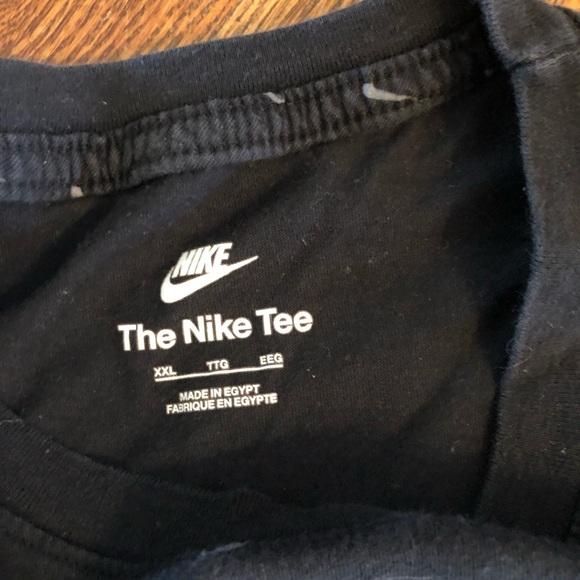 NIKE
The Nike Tee
XXL TTG EEG
MADE IN EGYPT
FABRIQUE EN EGYPTE